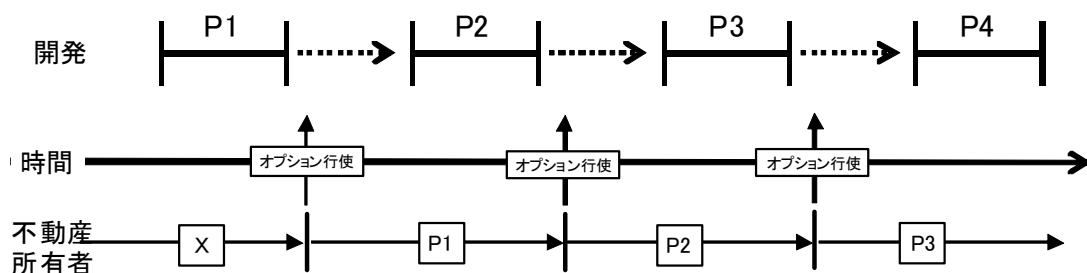 P1 P2 P3 P4
開発
時間 オプション行使 オプション行使 オプション行使
不動産
所有者
X P1 P2 P3